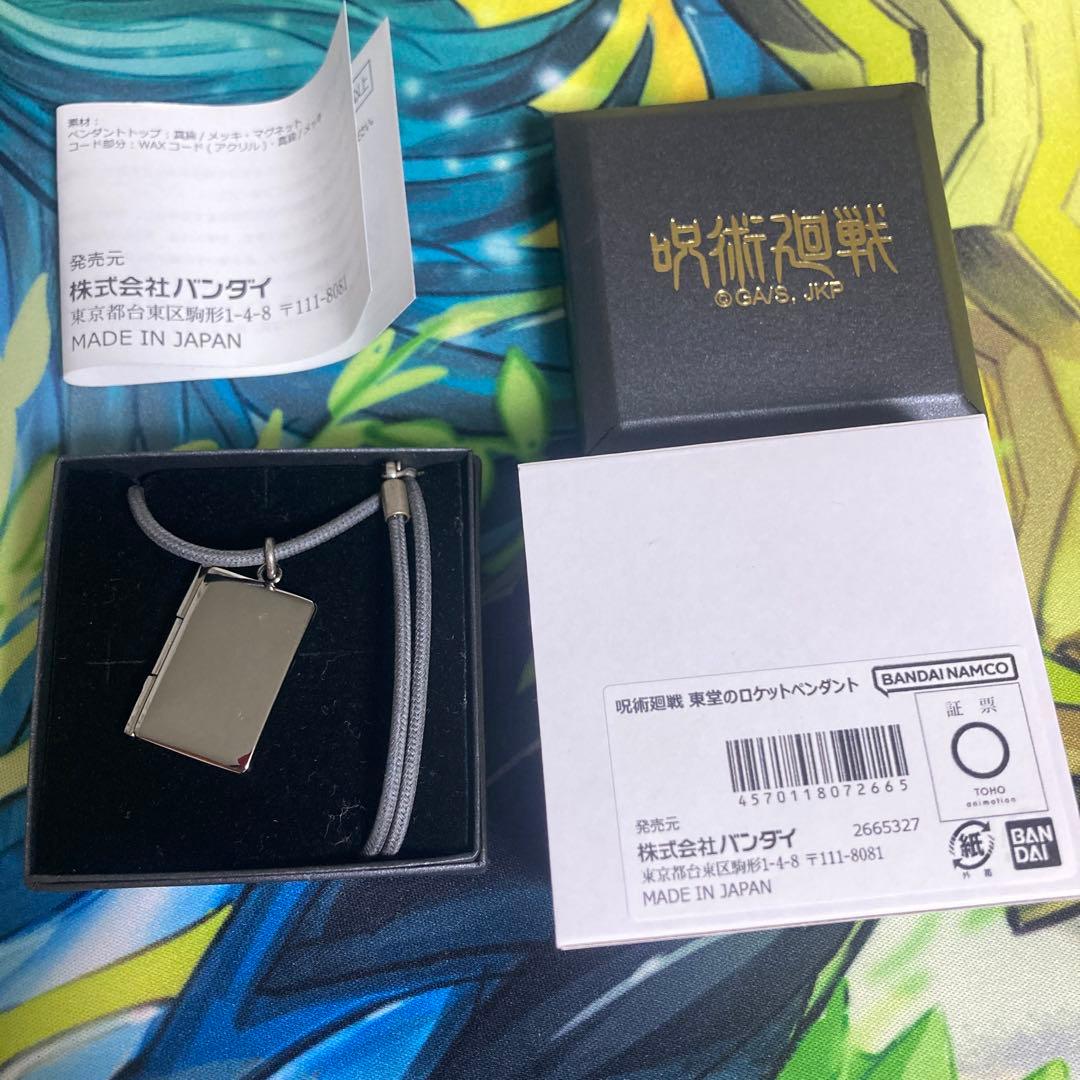 素材:
ペンダントトップ:真鍮/メッキ・マグネット
コード部分:WAXコード(アクリル)・真鍮/メッキ
発売元
株式会社バンダイ
東京都台東区駒形1-4-8 〒111-8081
MADE IN JAPAN
呪術廻戦
©GA/S, JKP
呪術廻戦 東堂のロケットペンダント
BANDAI NAMCO
証票
TOHO
animation
4570118072665
発売元
株式会社バンダイ
2665327
東京都台東区駒形1-4-8 〒111-8081
MADE IN JAPAN
紙
外箱
BAN
DAI